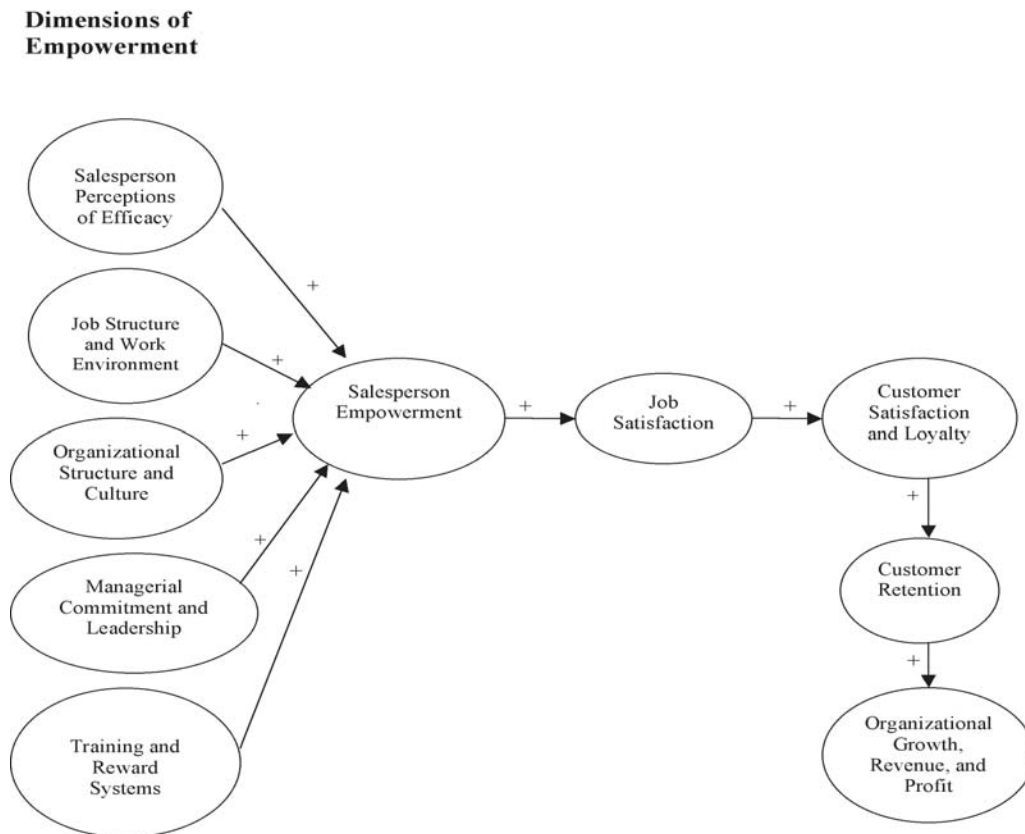 Dimensions of
Empowerment
Salesperson
Perceptions
of Efficacy
+
Job Structure
and Work
Environment
+
Organizational
Structure and
Culture
+
Managerial
Commitment and
Leadership
+
Training and
Reward
Systems
+
Salesperson
Empowerment
+
Job
Satisfaction
+
Customer
Satisfaction
and Loyalty
+
Customer
Retention
+
Organizational
Growth,
Revenue, and
Profit